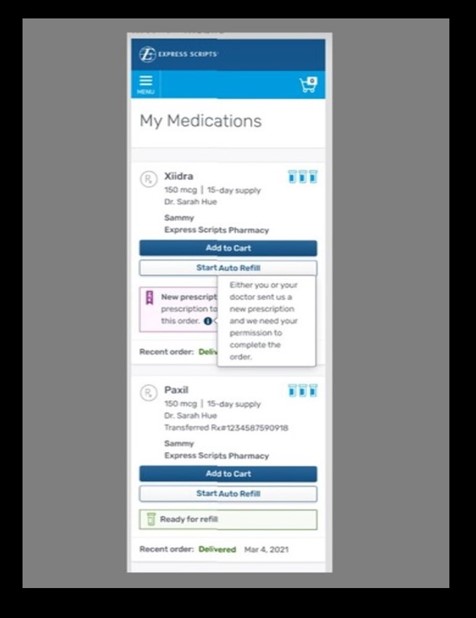 EXPRESS SCRIPTS
MENU
0
My Medications
Xiidra
150 mcg | 15-day supply
Dr. Sarah Hue
Sammy
Express Scripts Pharmacy
Add to Cart
Start Auto Refill
New prescript
prescription to
this order.
Either you or your
doctor sent us a
new prescription
and we need your
permission to
complete the
order.
Recent order: Deliv
Paxil
150 mcg | 15-day supply
Dr. Sarah Hue
Transferred Rx#1234587590918
Sammy
Express Scripts Pharmacy
Add to Cart
Start Auto Refill
Ready for refill
Recent order: Delivered Mar 4, 2021